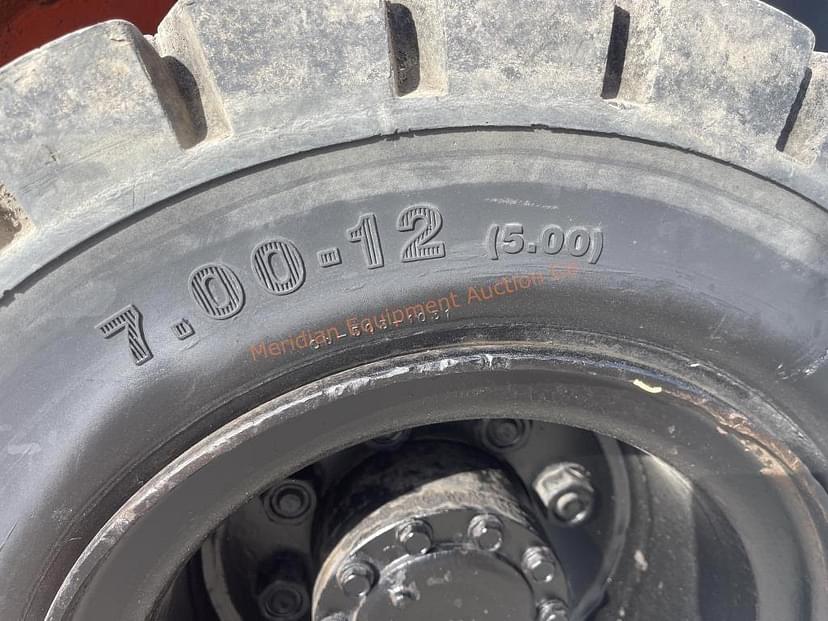 7.00-12 (5.00)
Meridian Equipment Auction Co